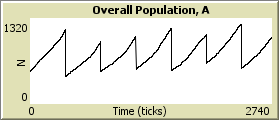 Overall Population, A
1320
N
0
0
Time (ticks)
2740